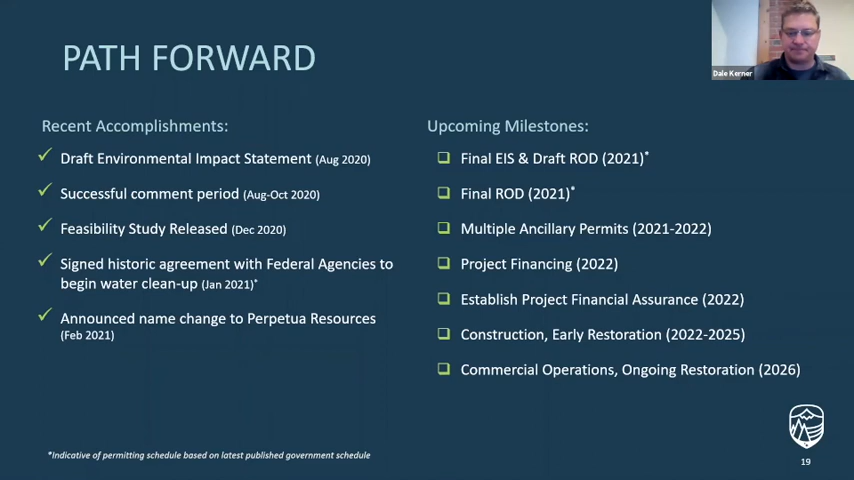 PATH FORWARD
Dale Kerner
Recent Accomplishments:
✓ Draft Environmental Impact Statement (Aug 2020)
✓ Successful comment period (Aug-Oct 2020)
✓ Feasibility Study Released (Dec 2020)
✓ Signed historic agreement with Federal Agencies to
begin water clean-up (Jan 2021)*
✓ Announced name change to Perpetua Resources
(Feb 2021)
Upcoming Milestones:
❑ Final EIS & Draft ROD (2021)*
❑ Final ROD (2021)*
❑ Multiple Ancillary Permits (2021-2022)
❑ Project Financing (2022)
❑ Establish Project Financial Assurance (2022)
❑ Construction, Early Restoration (2022-2025)
❑ Commercial Operations, Ongoing Restoration (2026)
*Indicative of permitting schedule based on latest published government schedule
19